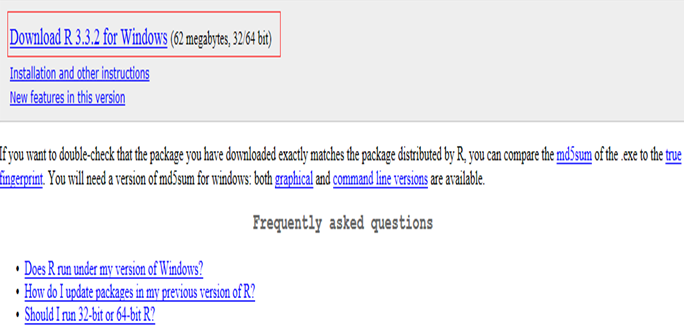 Download R 3.3.2 for Windows (62 megabytes, 32/64 bit)
Installation and other instructions
New features in this version
If you want to double-check that the package you have downloaded exactly matches the package distributed by R, you can compare the md5sum of the .exe to the true
fingerprint. You will need a version of md5sum for windows: both graphical and command line versions are available.
Frequently asked questions
• Does R run under my version of Windows?
• How do I update packages in my previous version of R?
• Should I run 32-bit or 64-bit R?